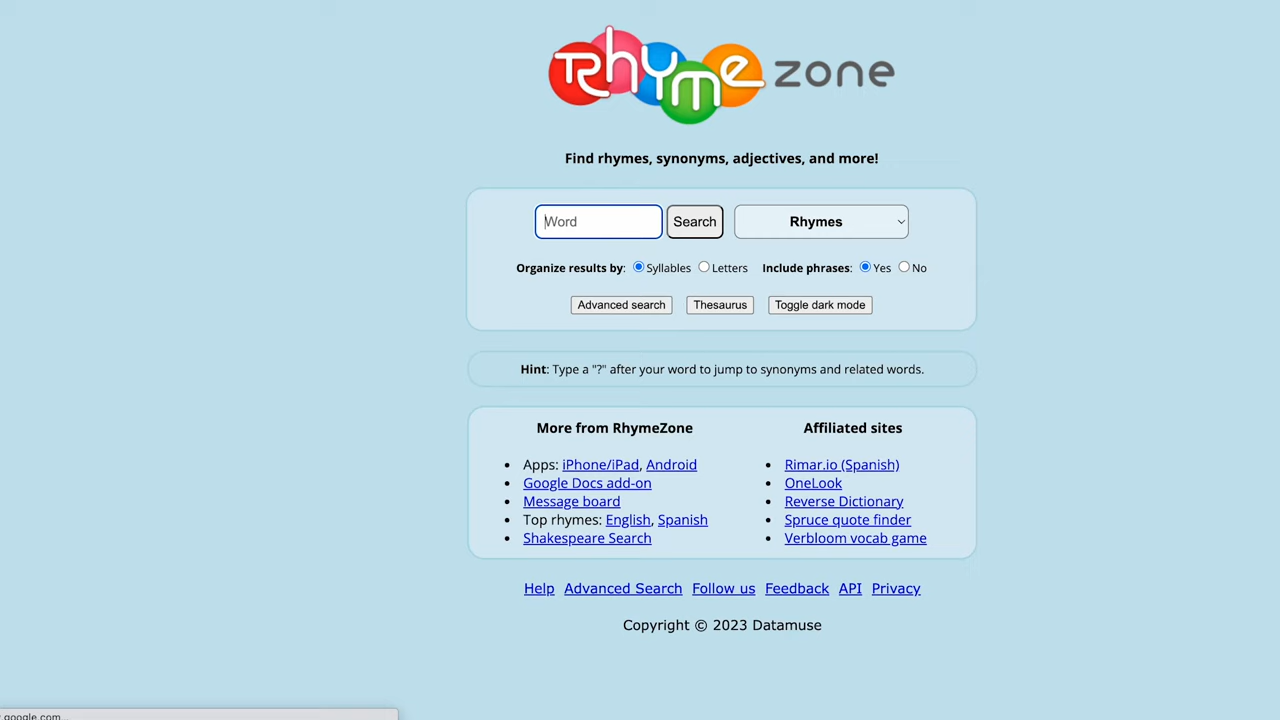 Rhyme zone
Find rhymes, synonyms, adjectives, and more!
Word Search Rhymes
Organize results by: Syllables Letters Include phrases: Yes No
Advanced search Thesaurus Toggle dark mode
Hint: Type a "?" after your word to jump to synonyms and related words.
More from RhymeZone
Apps: iPhone/iPad, Android
Google Docs add-on
Message board
Top rhymes: English, Spanish
Shakespeare Search
Affiliated sites
Rimar.io (Spanish)
OneLook
Reverse Dictionary
Spruce quote finder
Verbloom vocab game
Help Advanced Search Follow us Feedback API Privacy
Copyright © 2023 Datamuse
google.com...